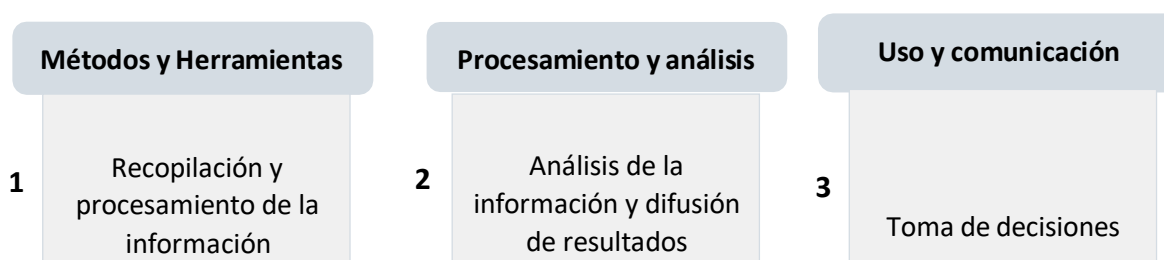 Métodos y Herramientas
1
Recopilación y
procesamiento de la
información
Procesamiento y análisis
2
Análisis de la
información y difusión
de resultados
Uso y comunicación
3
Toma de decisiones